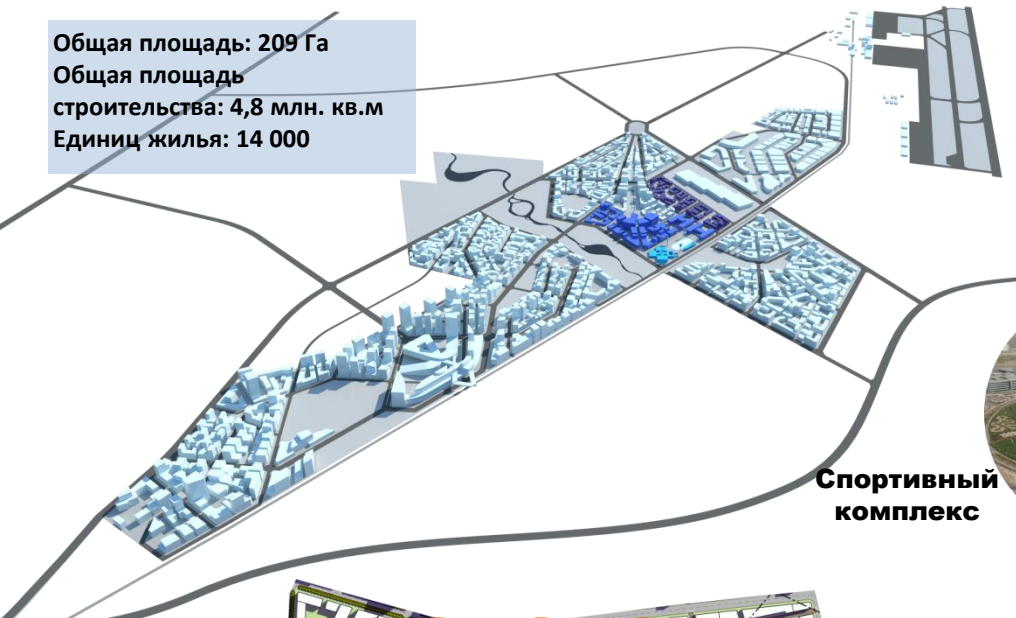 Общая площадь: 209 Га
Общая площадь
строительства: 4,8 млн. кв.м
Единиц жилья: 14 000
Спортивный
комплекс